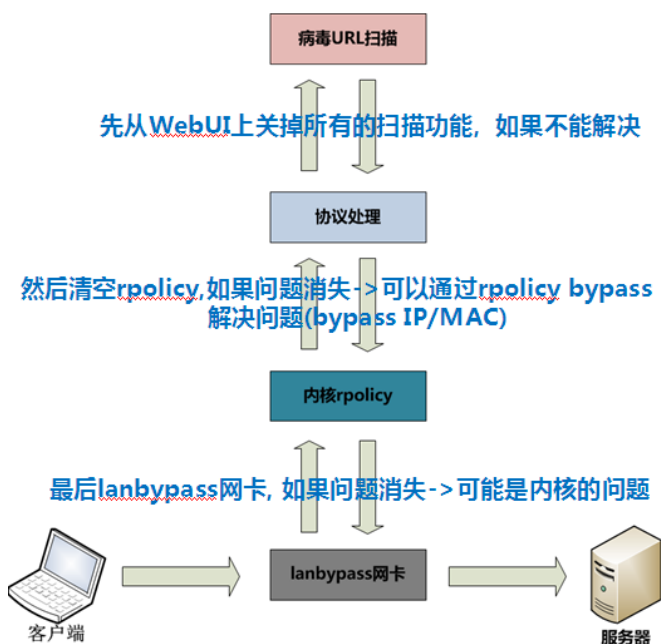 病毒URL扫描
先从WebUI上关掉所有的扫描功能, 如果不能解决
协议处理
然后清空rpolicy,如果问题消失->可以通过rpolicy bypass
解决问题(bypass IP/MAC)
内核rpolicy
最后lanbypass网卡, 如果问题消失->可能是内核的问题
lanbypass网卡
客户端
服务器